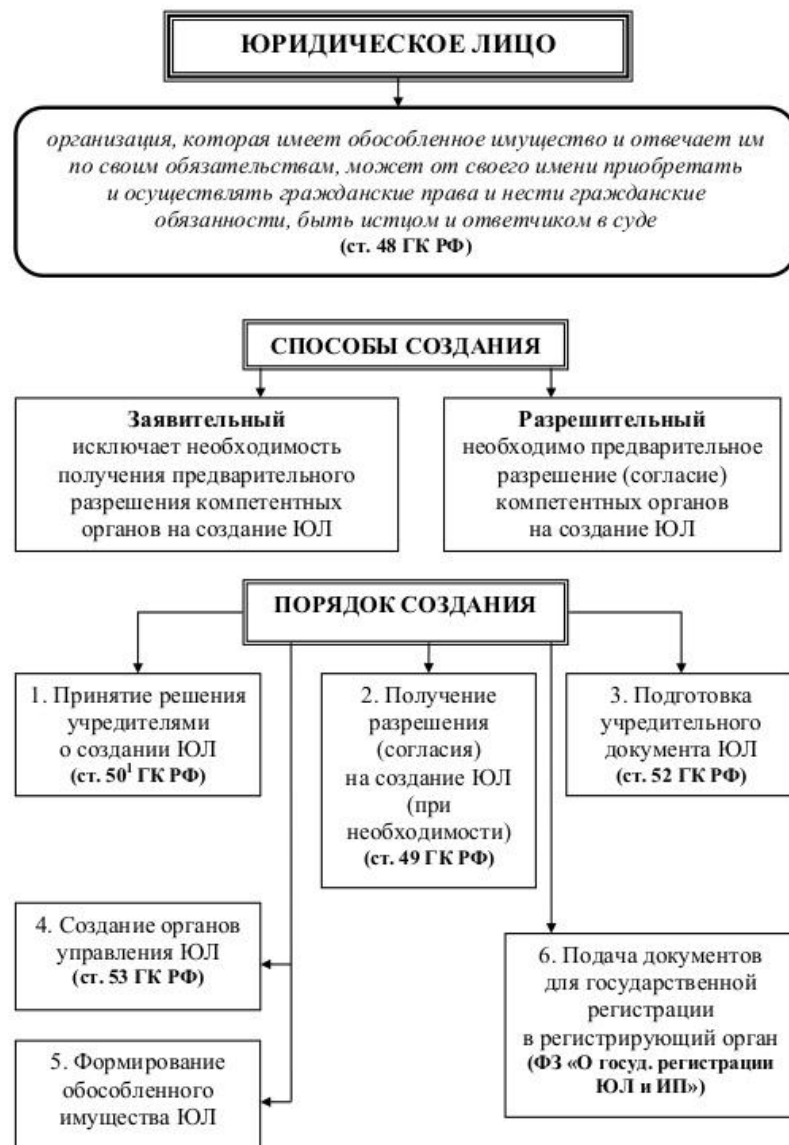 ЮРИДИЧЕСКОЕ ЛИЦО
организация, которая имеет обособленное имущество и отвечает им
по своим обязательствам, может от своего имени приобретать
и осуществлять гражданские права и нести гражданские
обязанности, быть истцом и ответчиком в суде
(ст. 48 ГК РФ)
СПОСОБЫ СОЗДАНИЯ
Заявительный
исключает необходимость
получения предварительного
разрешения компетентных
органов на создание ЮЛ
Разрешительный
необходимо предварительное
разрешение (согласие)
компетентных органов
на создание ЮЛ
ПОРЯДОК СОЗДАНИЯ
1. Принятие решения
учредителями
о создании ЮЛ
(ст. 50¹ ГК РФ)
2. Получение
разрешения
(согласия)
на создание ЮЛ
(при
необходимости)
(ст. 49 ГК РФ)
3. Подготовка
учредительного
документа ЮЛ
(ст. 52 ГК РФ)
4. Создание органов
управления ЮЛ
(ст. 53 ГК РФ)
5. Формирование
обособленного
имущества ЮЛ
6. Подача документов
для государственной
регистрации
в регистрирующий орган
(ФЗ «О госуд. регистрации
ЮЛ и ИП»)